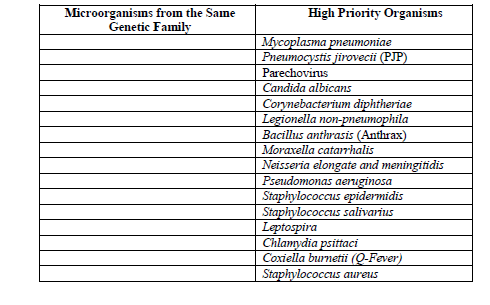 Microorganisms from the Same Genetic Family
High Priority Organisms
Mycoplasma pneumoniae
Pneumocystis jirovecii (PJP)
Parechovirus
Candida albicans
Corynebacterium diphtheriae
Legionella non-pneumophila
Bacillus anthrasis (Anthrax)
Moraxella catarrhalis
Neisseria elongate and meningitidis
Pseudomonas aeruginosa
Staphylococcus epidermidis
Staphylococcus salivarius
Leptospira
Chlamydia psittaci
Coxiella burnetii (Q-Fever)
Staphylococcus aureus